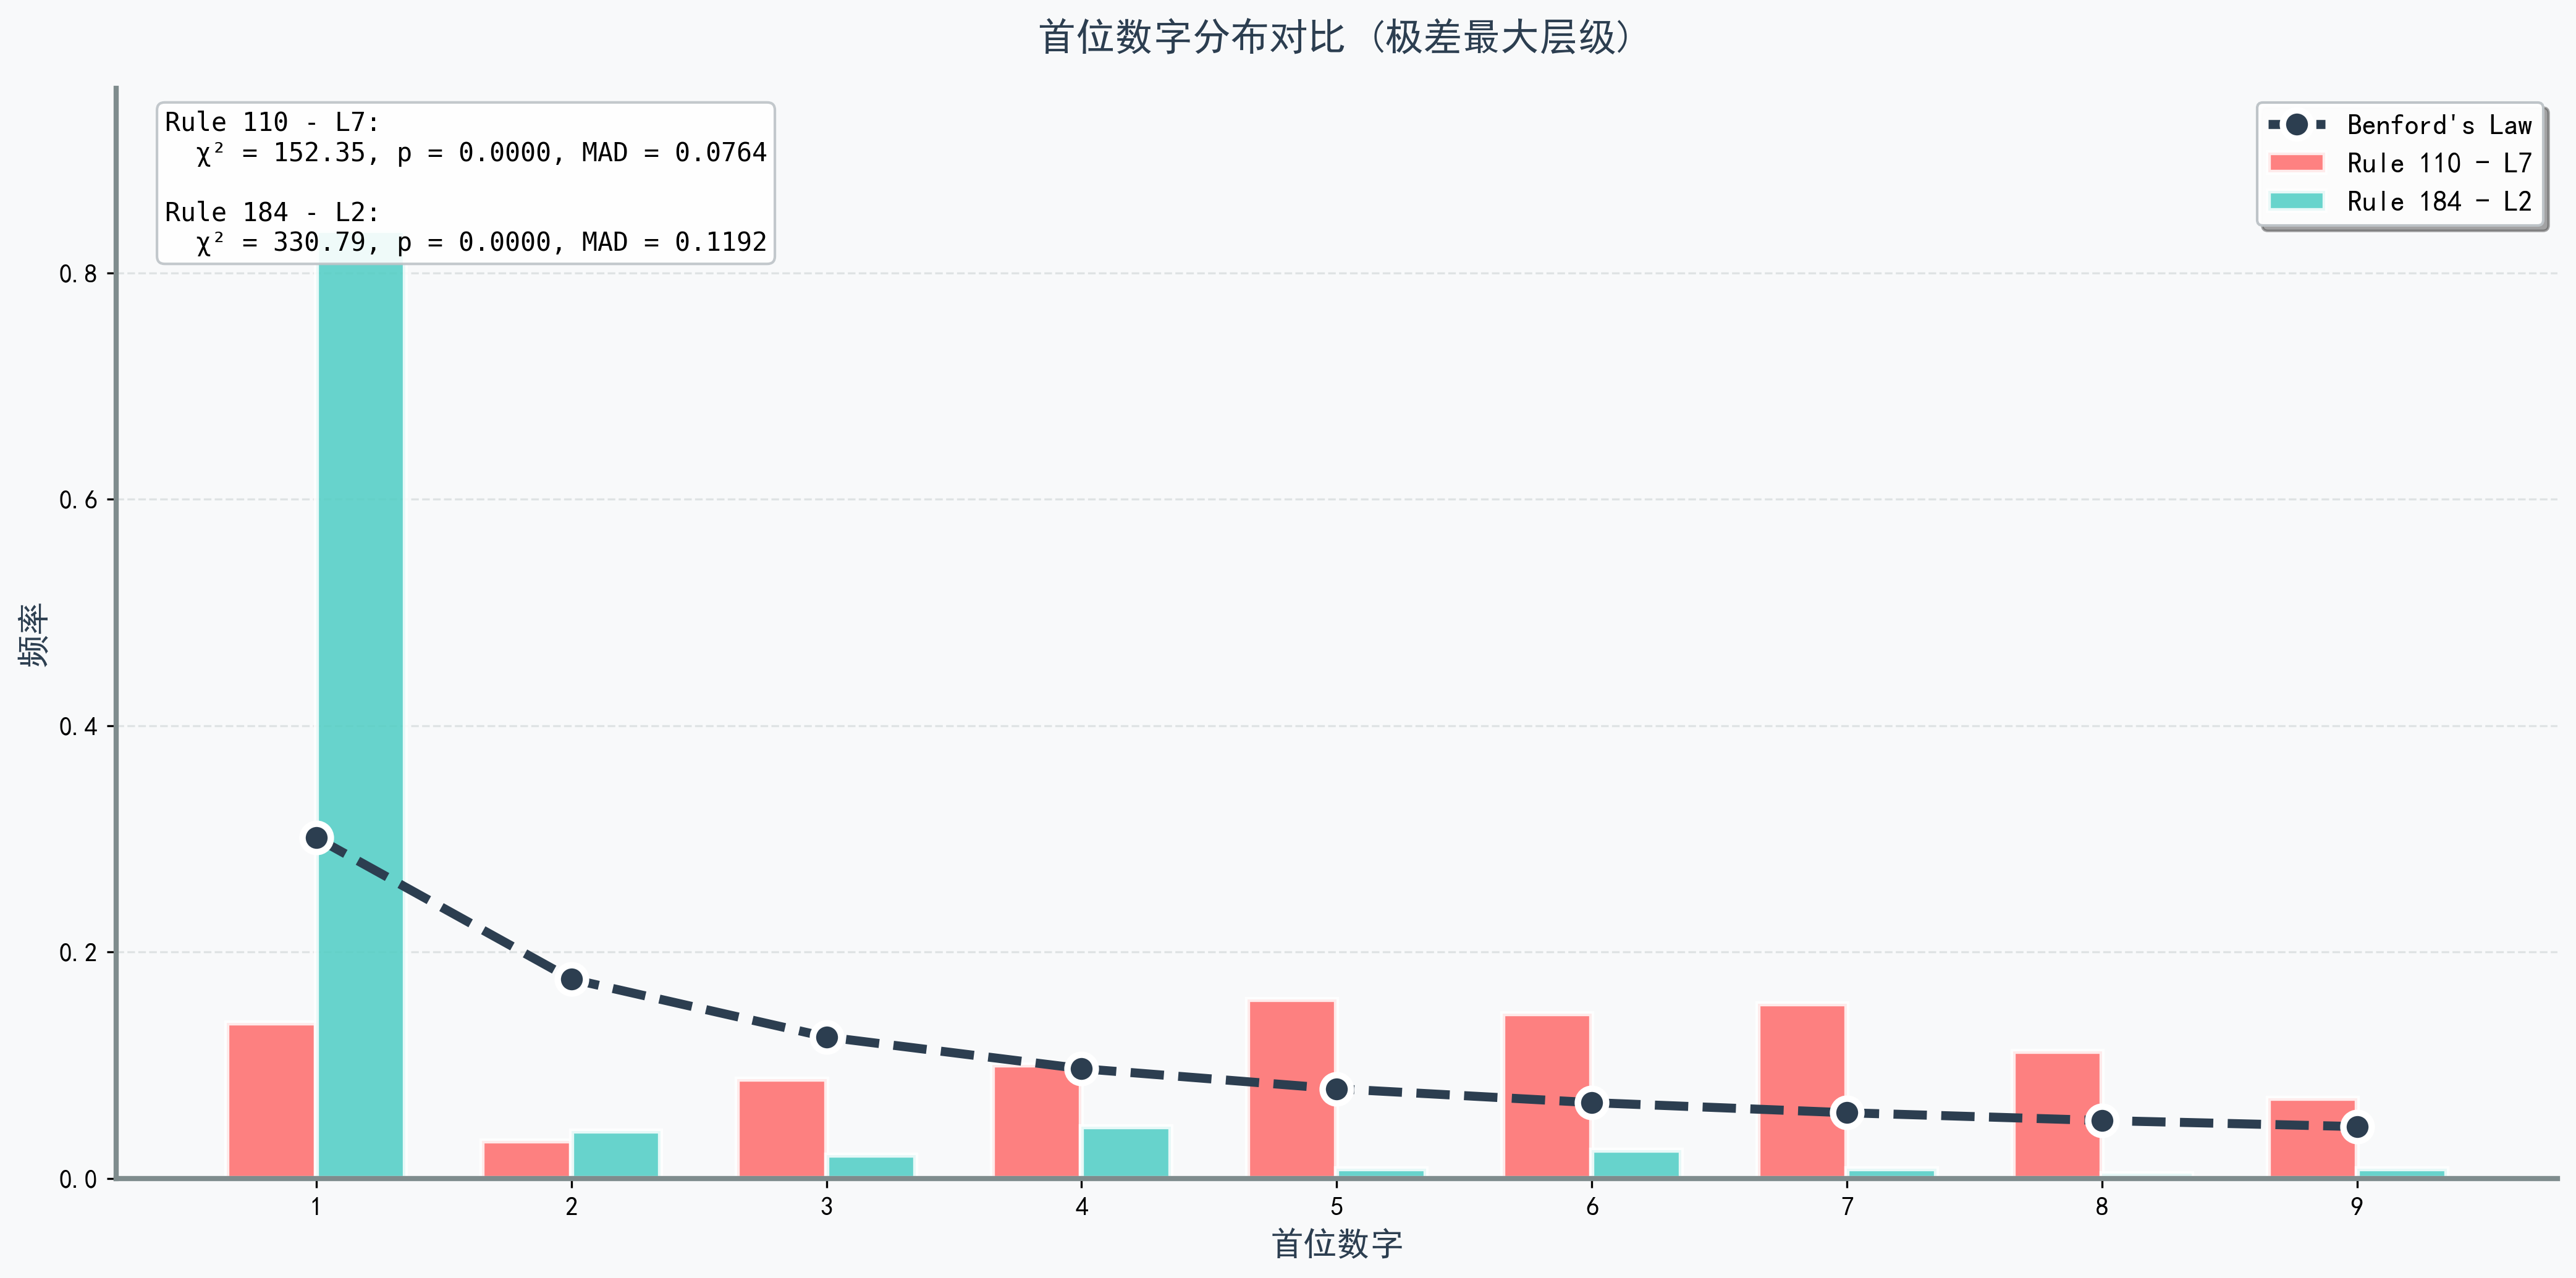 首位数字分布对比 (极差最大层级)
Rule 110 - L7:
χ² = 152.35, p = 0.0000, MAD = 0.0764
Rule 184 - L2:
χ² = 330.79, p = 0.0000, MAD = 0.1192
Benford's Law
Rule 110 - L7
Rule 184 - L2
频率
0.8
0.6
0.4
0.2
0.0
1 2 3 4 5 6 7 8 9
首位数字